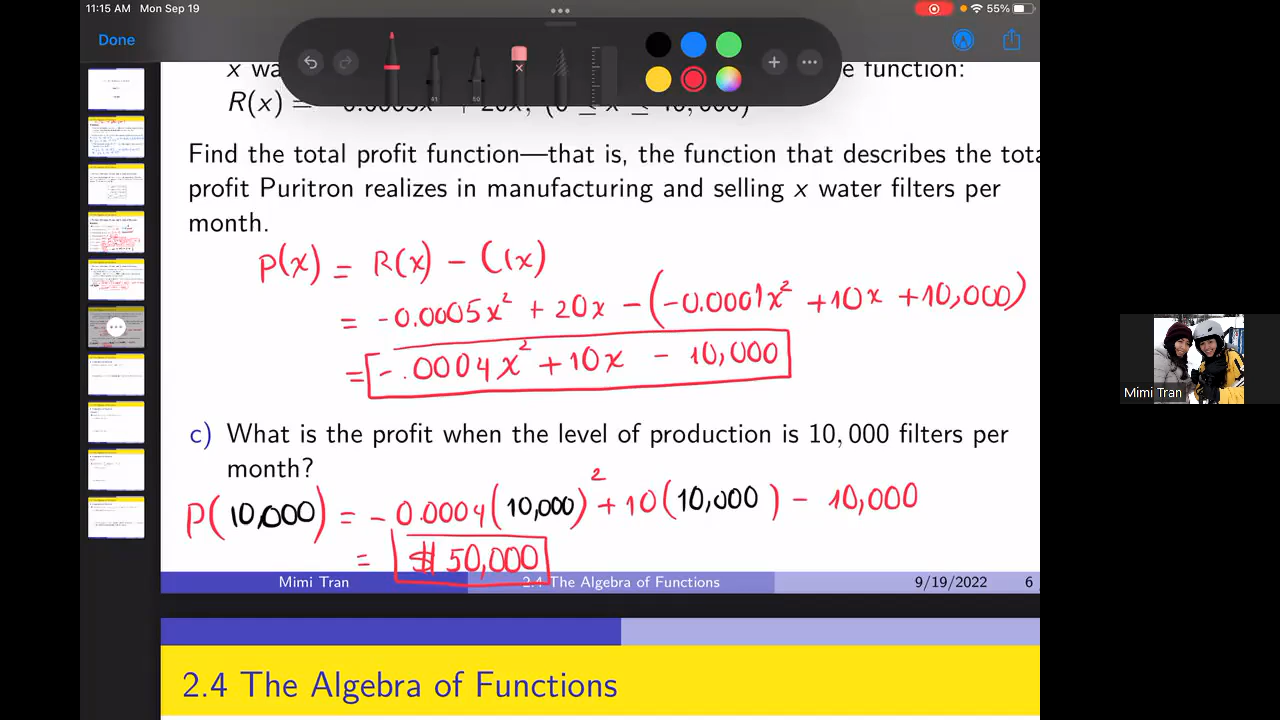 11:15 AM Mon Sep 19
55%
Done
41
50
x wa
e function:
R(x) =
Find the total profit function—that is, the function that describes the tota
profit Puritron realizes in manufacturing and selling x water filters per
month.
P(x) = R(x) - C(x)
= -0.0005x² + 20x - (-0.0001x² + 10x + 10,000)
= -.0004x² + 10x - 10,000
c) What is the profit when the level of production is 10,000 filters per
month?
P(10,000) = -0.0004(10,000)² + 10(10,000) - 10,000
= $50,000
Mimi Tran 2.4 The Algebra of Functions 9/19/2022 6
2.4 The Algebra of Functions
Mimi Tran